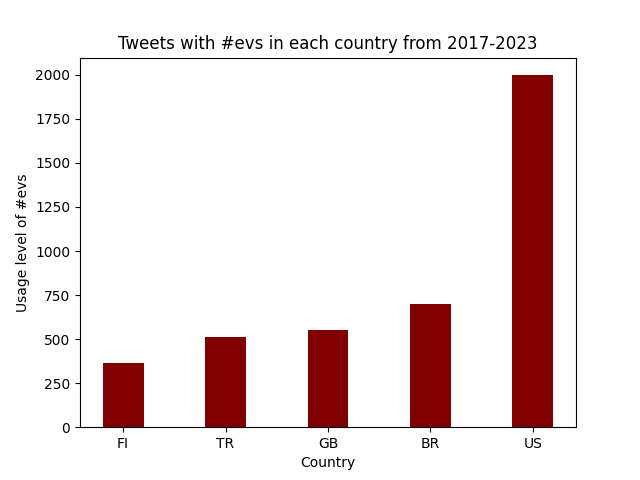 Tweets with #evs in each country from 2017-2023
2000
1750
1500
1250
1000
750
500
250
0
Usage level of #evs
FI TR GB BR US
Country